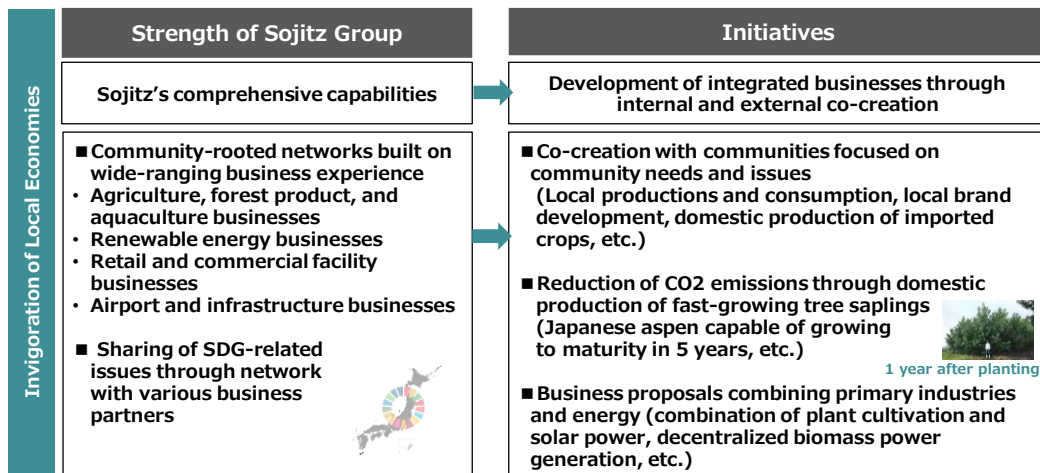 Invigoration of Local Economies
Strength of Sojitz Group
Initiatives
Sojitz’s comprehensive capabilities
Development of integrated businesses through
internal and external co-creation
■ Community-rooted networks built on
wide-ranging business experience
・ Agriculture, forest product, and
aquaculture businesses
・ Renewable energy businesses
・ Retail and commercial facility
businesses
・ Airport and infrastructure businesses
■ Sharing of SDG-related
issues through network
with various business
partners
■ Co-creation with communities focused on
community needs and issues
(Local productions and consumption, local brand
development, domestic production of imported
crops, etc.)
■ Reduction of CO2 emissions through domestic
production of fast-growing tree saplings
(Japanese aspen capable of growing
to maturity in 5 years, etc.)
1 year after planting
■ Business proposals combining primary industries
and energy (combination of plant cultivation and
solar power, decentralized biomass power
generation, etc.)